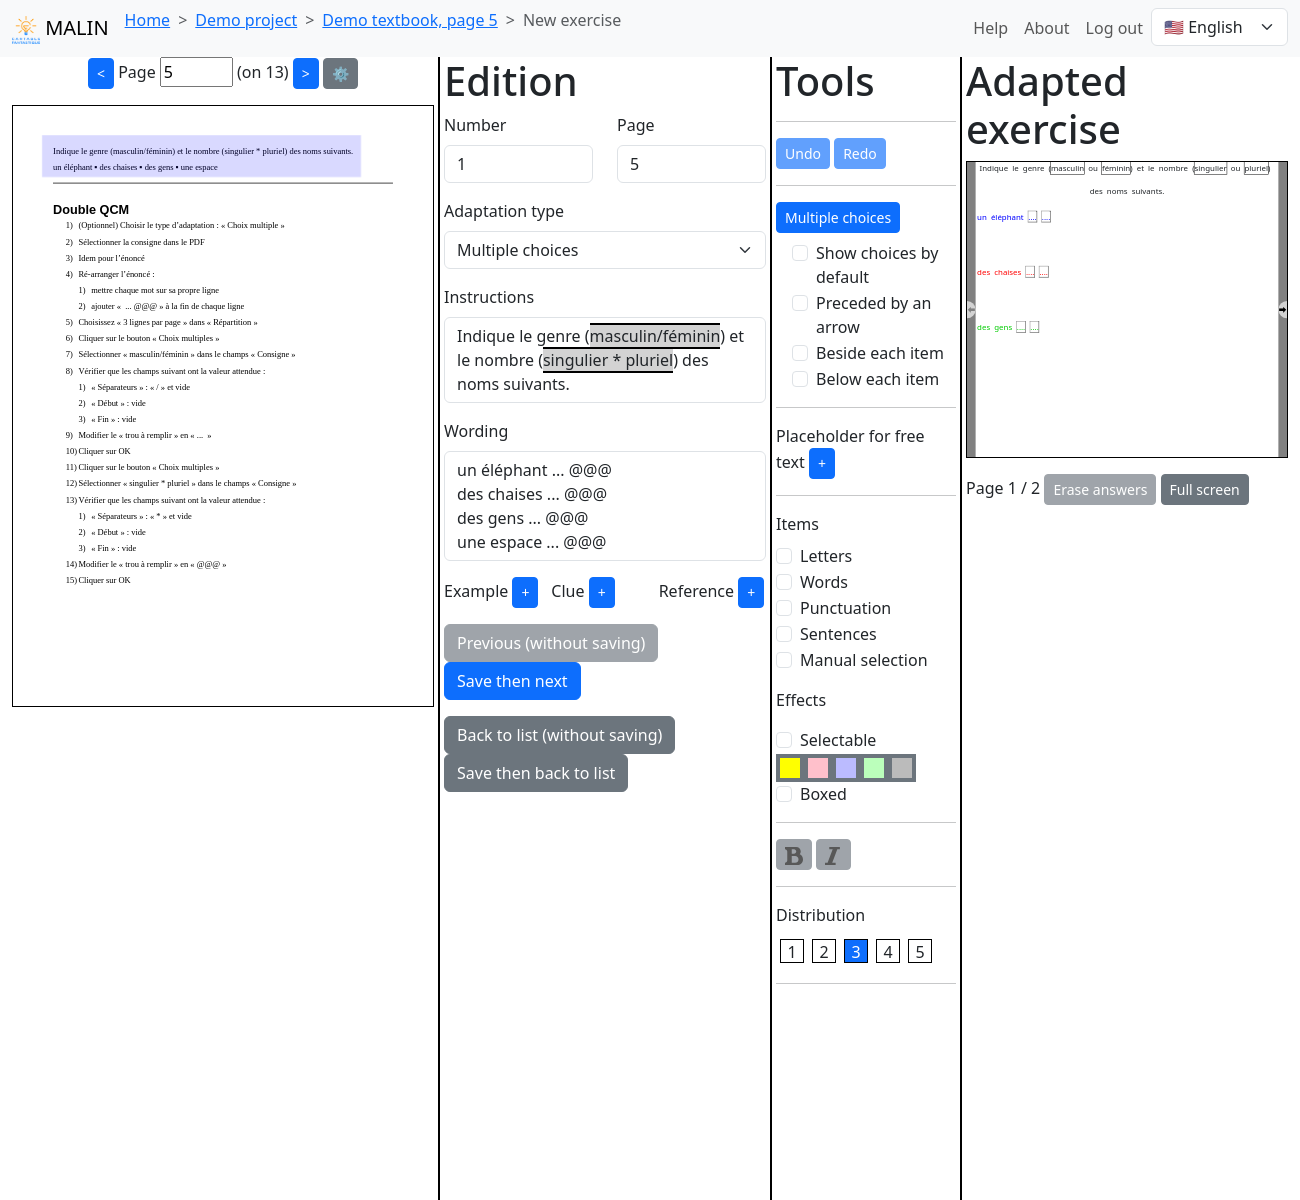 MALIN
Home > Demo project > Demo textbook, page 5 > New exercise
Help About Log out 🇺🇸 English
< Page 5 (on 13) > ⚙️
Indique le genre (masculin/féminin) et le nombre (singulier * pluriel) des noms suivants.
un éléphant • des chaises • des gens • une espace
Double QCM
1) (Optionnel) Choisir le type d’adaptation : « Choix multiple »
2) Sélectionner la consigne dans le PDF
3) Idem pour l’énoncé
4) Ré-arranger l’énoncé :
1) mettre chaque mot sur sa propre ligne
2) ajouter « ... @@@ » à la fin de chaque ligne
5) Choisissez « 3 lignes par page » dans « Répartition »
6) Cliquer sur le bouton « Choix multiples »
7) Sélectionner « masculin/féminin » dans le champs « Consigne »
8) Vérifier que les champs suivant ont la valeur attendue :
1) « Séparateurs » : « / » et vide
2) « Début » : vide
3) « Fin » : vide
9) Modifier le « trou à remplir » en « ... »
10) Cliquer sur OK
11) Cliquer sur le bouton « Choix multiples »
12) Sélectionner « singulier * pluriel » dans le champs « Consigne »
13) Vérifier que les champs suivant ont la valeur attendue :
1) « Séparateurs » : « * » et vide
2) « Début » : vide
3) « Fin » : vide
14) Modifier le « trou à remplir » en « @@@ »
15) Cliquer sur OK
Edition
Number Page
1 5
Adaptation type
Multiple choices
Instructions
Indique le genre (masculin/féminin) et
le nombre (singulier * pluriel) des
noms suivants.
Wording
un éléphant ... @@@
des chaises ... @@@
des gens ... @@@
une espace ... @@@
Example + Clue + Reference +
Previous (without saving)
Save then next
Back to list (without saving)
Save then back to list
Tools
Undo Redo
Multiple choices
Show choices by
default
Preceded by an
arrow
Beside each item
Below each item
Placeholder for free
text +
Items
Letters
Words
Punctuation
Sentences
Manual selection
Effects
Selectable
Boxed
B I
Distribution
1 2 3 4 5
Adapted
exercise
Indique le genre (masculin ou féminin) et le nombre (singulier ou pluriel)
des noms suivants.
un éléphant .... ....
des chaises .... ....
des gens .... ....
Page 1 / 2 Erase answers Full screen